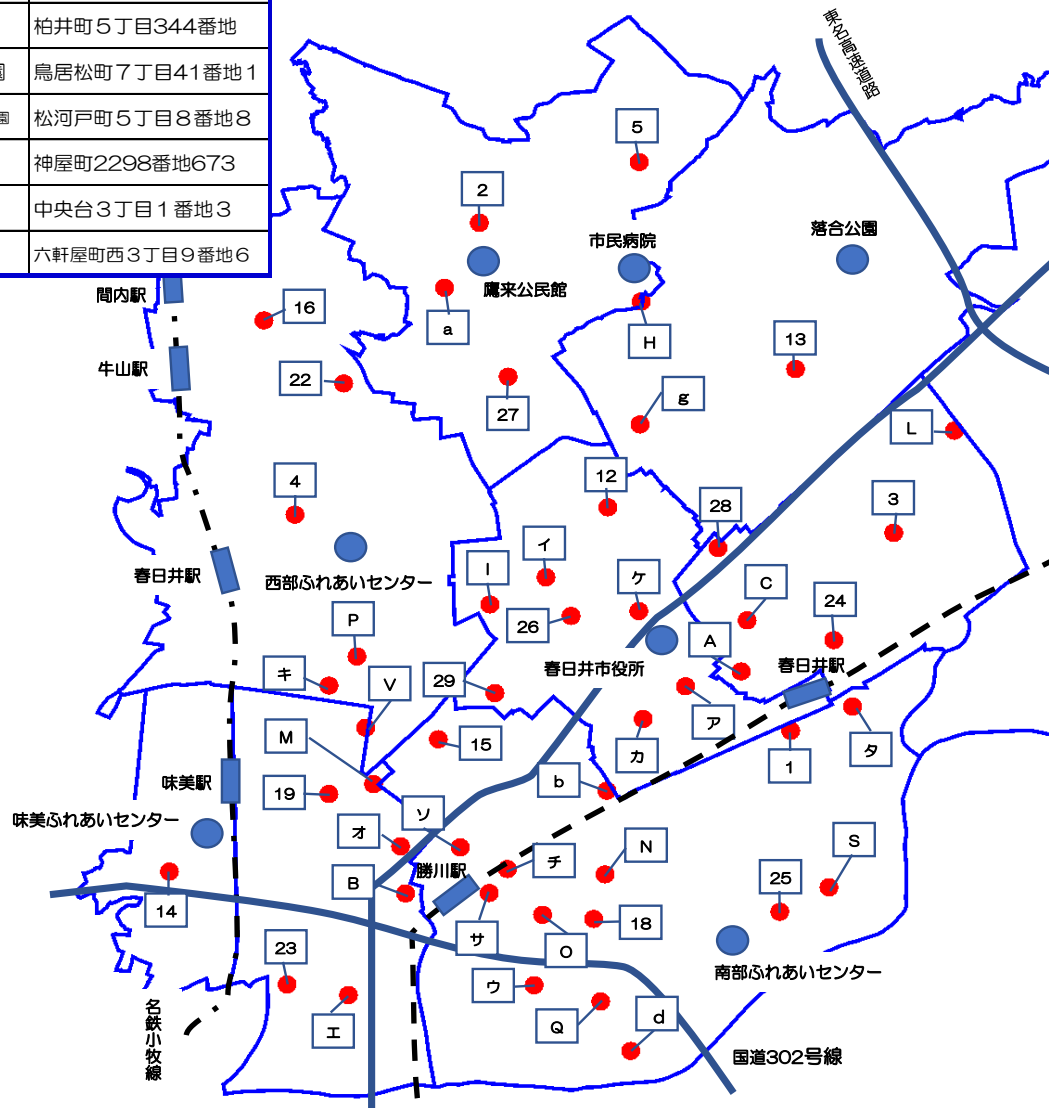 柏井町5丁目344番地
園 鳥居松町7丁目41番地1
園 松河戸町5丁目8番地8
神屋町2298番地673
中央台3丁目1番地3
六軒屋町西3丁目9番地6
東名高速道路
5
2
市民病院
落合公園
鷹来公民館
間内駅
16
a
H
13
牛山駅
22
27
g
L
4
12
28
3
春日井駅
西部ふれあいセンター
I
イ
ケ
C
24
P
26
A
春日井市役所
春日井駅
キ
V
29
ア
M
15
カ
タ
1
味美駅
19
b
味美ふれあいセンター
オ
ソ
勝川駅
チ
N
S
B
25
14
サ
O
18
23
南部ふれあいセンター
ウ
Q
d
エ
名鉄小牧線
国道302号線